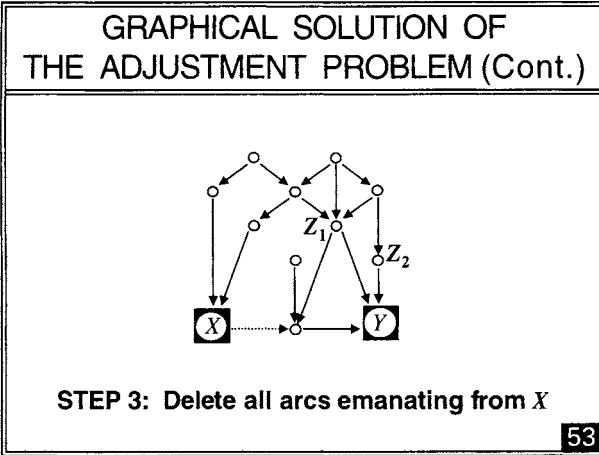 GRAPHICAL SOLUTION OF
THE ADJUSTMENT PROBLEM (Cont.)
Z1
Z2
X
Y
STEP 3: Delete all arcs emanating from X
53